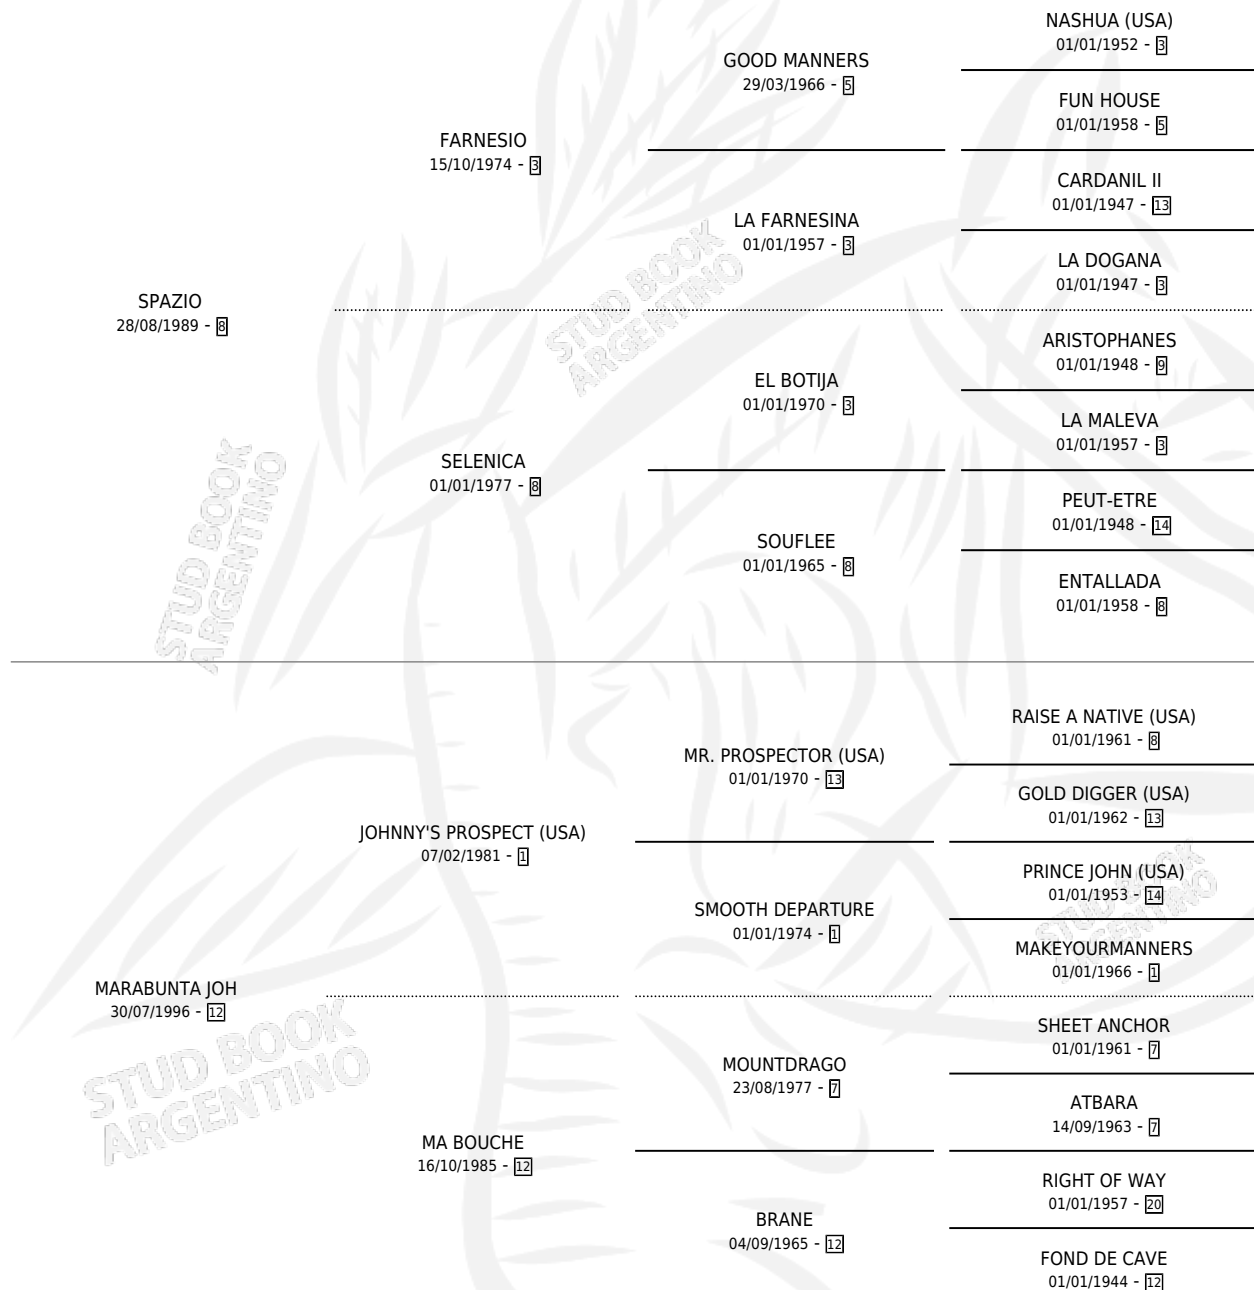 NASHUA (USA)
01/01/1952 - 3
GOOD MANNERS
29/03/1966 - 5
FUN HOUSE
01/01/1958 - 5
FARNESIO
15/10/1974 - 3
CARDANIL II
01/01/1947 - 13
LA FARNESINA
01/01/1957 - 3
LA DOGANA
01/01/1947 - 3
SPAZIO
28/08/1989 - 8
ARISTOPHANES
01/01/1948 - 9
EL BOTIJA
01/01/1970 - 3
LA MALEVA
01/01/1957 - 3
SELENICA
01/01/1977 - 8
PEUT-ETRE
01/01/1948 - 14
SOUFLEE
01/01/1965 - 8
ENTALLADA
01/01/1958 - 8
RAISE A NATIVE (USA)
01/01/1961 - 8
MR. PROSPECTOR (USA)
01/01/1970 - 13
GOLD DIGGER (USA)
01/01/1962 - 13
JOHNNY'S PROSPECT (USA)
07/02/1981 - 1
PRINCE JOHN (USA)
01/01/1953 - 14
SMOOTH DEPARTURE
01/01/1974 - 1
MAKEYOURMANNERS
01/01/1966 - 1
MARABUNTA JOH
30/07/1996 - 12
SHEET ANCHOR
01/01/1961 - 7
MOUNTDRAGO
23/08/1977 - 7
ATBARA
14/09/1963 - 7
MA BOUCHE
16/10/1985 - 12
RIGHT OF WAY
01/01/1957 - 20
BRANE
04/09/1965 - 12
FOND DE CAVE
01/01/1944 - 12
STUD BOOK
ARGENTINO
STUD BOOK
ARGENTINO
STUD BOOK
ARGENTINO
STUD BOOK
ARGENTINO